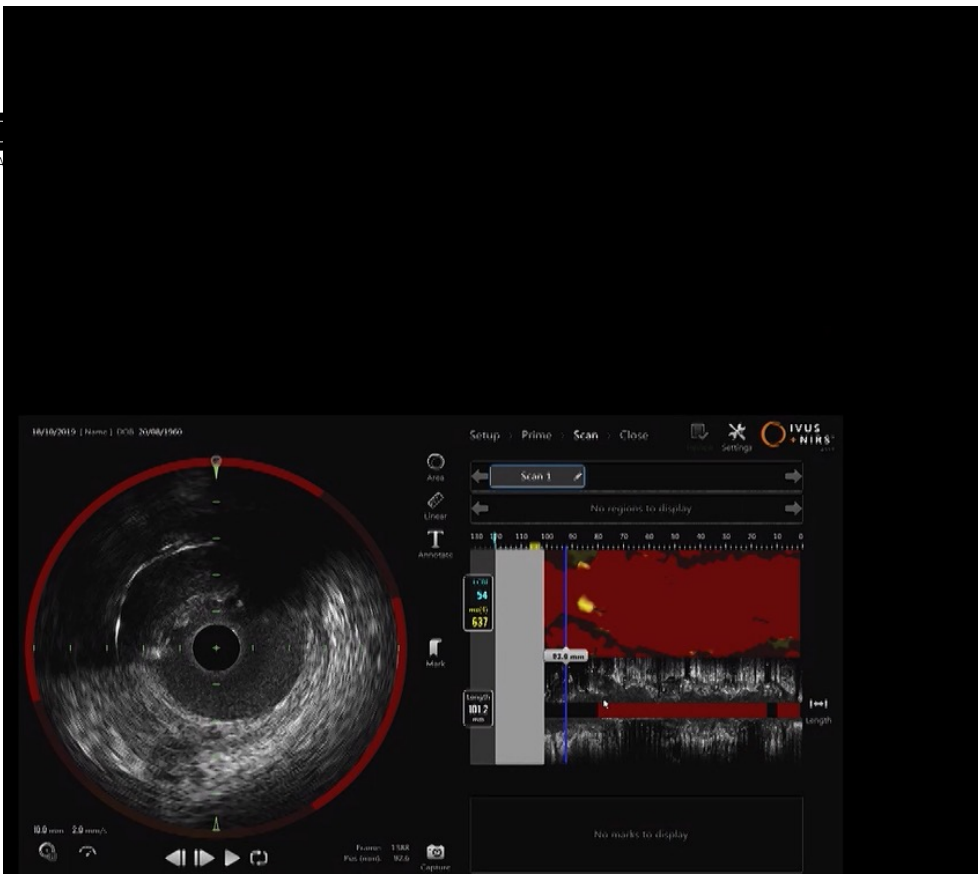 18/10/2019 | Name | DOB 20/08/1960
Setup › Prime › Scan › Close
Settings
IVUS
+NIRS
Area
Scan 1
Linear
No regions to display
Annotate
130 120 110 100 90 80 70 60 50 40 30 20 10 0
54
637
92.0 mm
Mark
Length
101.2
mm
Length
No marks to display
10.0 mm 2.0 mm/s
Frame: 1588
Pos (mm): 92.6
Capture